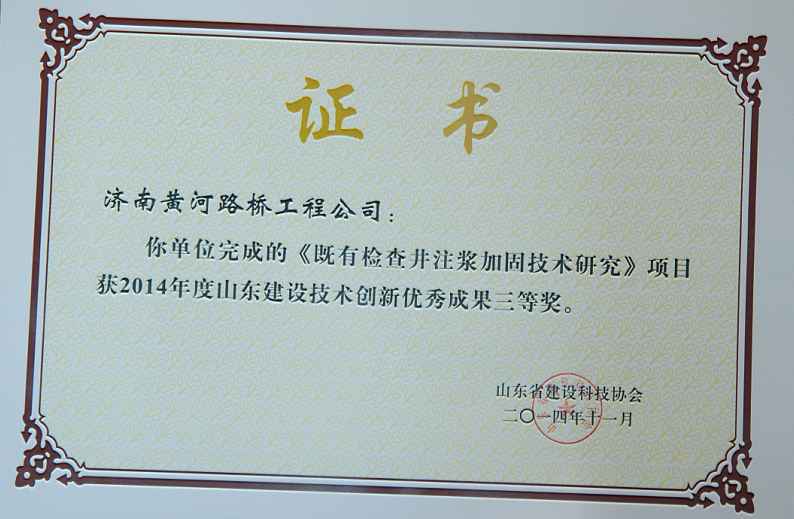 证书
济南黄河路桥工程公司：
你单位完成的《既有检查井注浆加固技术研究》项目
获2014年度山东建设技术创新优秀成果三等奖。
山东省建设科技协会
二〇一四年十一月